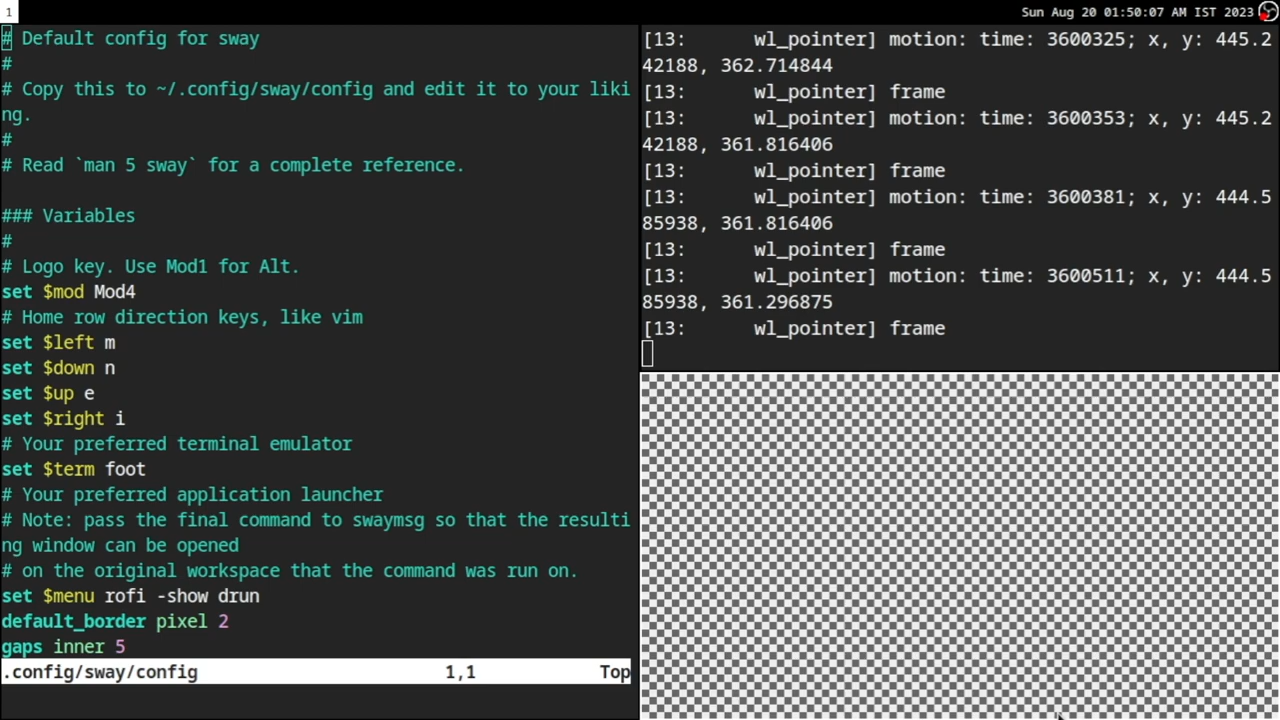 1
Sun Aug 20 01:50:07 AM IST 2023
# Default config for sway
#
# Copy this to ~/.config/sway/config and edit it to your liki
ng.
#
# Read `man 5 sway` for a complete reference.
### Variables
#
# Logo key. Use Mod1 for Alt.
set $mod Mod4
# Home row direction keys, like vim
set $left m
set $down n
set $up e
set $right i
# Your preferred terminal emulator
set $term foot
# Your preferred application launcher
# Note: pass the final command to swaymsg so that the resulti
ng window can be opened
# on the original workspace that the command was run on.
set $menu rofi -show drun
default_border pixel 2
gaps inner 5
.config/sway/config 1,1 Top
[13: wl_pointer] motion: time: 3600325; x, y: 445.2
42188, 362.714844
[13: wl_pointer] frame
[13: wl_pointer] motion: time: 3600353; x, y: 445.2
42188, 361.816406
[13: wl_pointer] frame
[13: wl_pointer] motion: time: 3600381; x, y: 444.5
85938, 361.816406
[13: wl_pointer] frame
[13: wl_pointer] motion: time: 3600511; x, y: 444.5
85938, 361.296875
[13: wl_pointer] frame